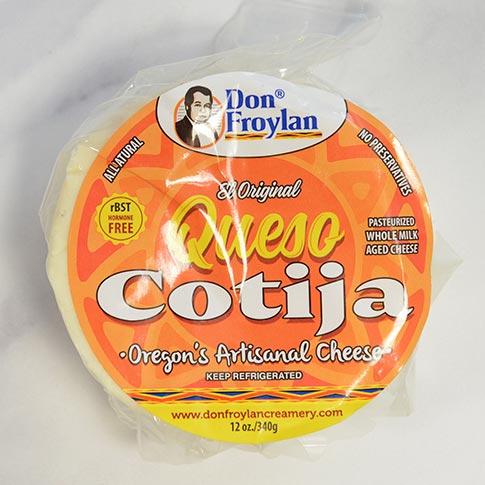 Don®
Froylan
ALL NATURAL
NO PRESERVATIVES
rBST
HORMONE
FREE
El Original
Queso
Cotija
PASTEURIZED
WHOLE MILK
AGED CHEESE
•Oregon's Artisanal Cheese•
KEEP REFRIGERATED
www.donfroylancreamery.com
12 oz./340g